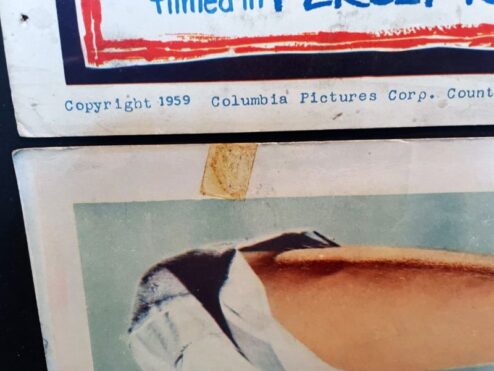 filmed in
Copyright 1959 Columbia Pictures Corp. Count